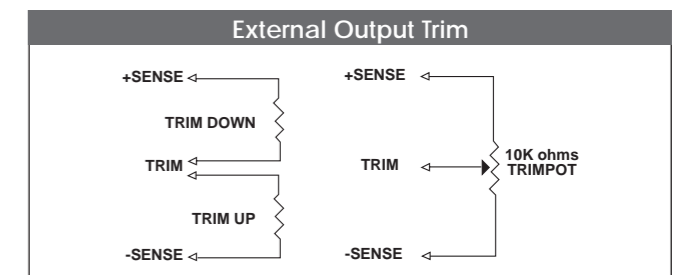 External Output Trim
+SENSE
TRIM DOWN
TRIM
TRIM UP
-SENSE
+SENSE
TRIM
10K ohms
TRIMPOT
-SENSE